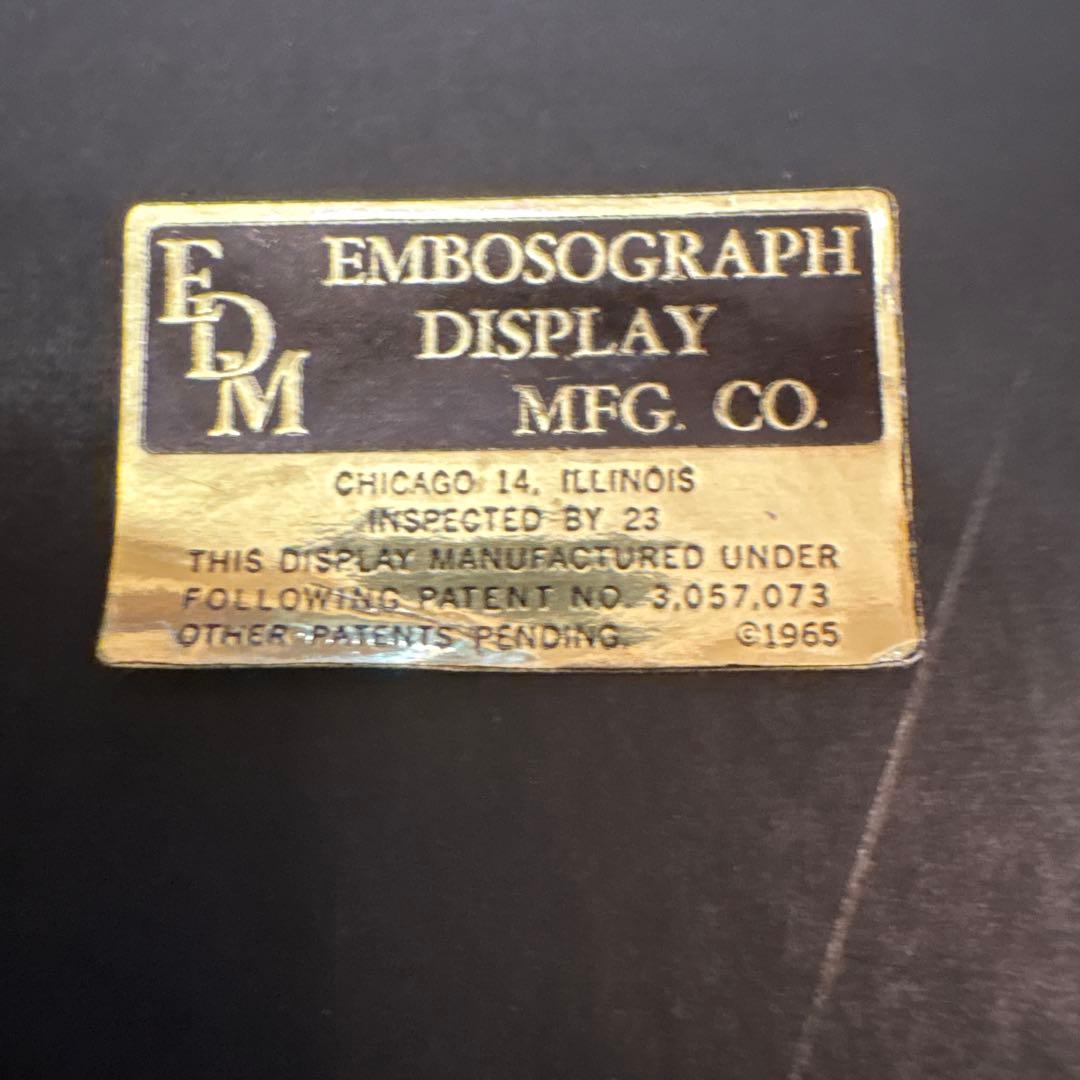 EDM
EMBOSOGRAPH
DISPLAY
MFG. CO.
CHICAGO 14, ILLINOIS
INSPECTED BY 23
THIS DISPLAY MANUFACTURED UNDER
FOLLOWING PATENT NO. 3,057,073
OTHER PATENTS PENDING. ©1965